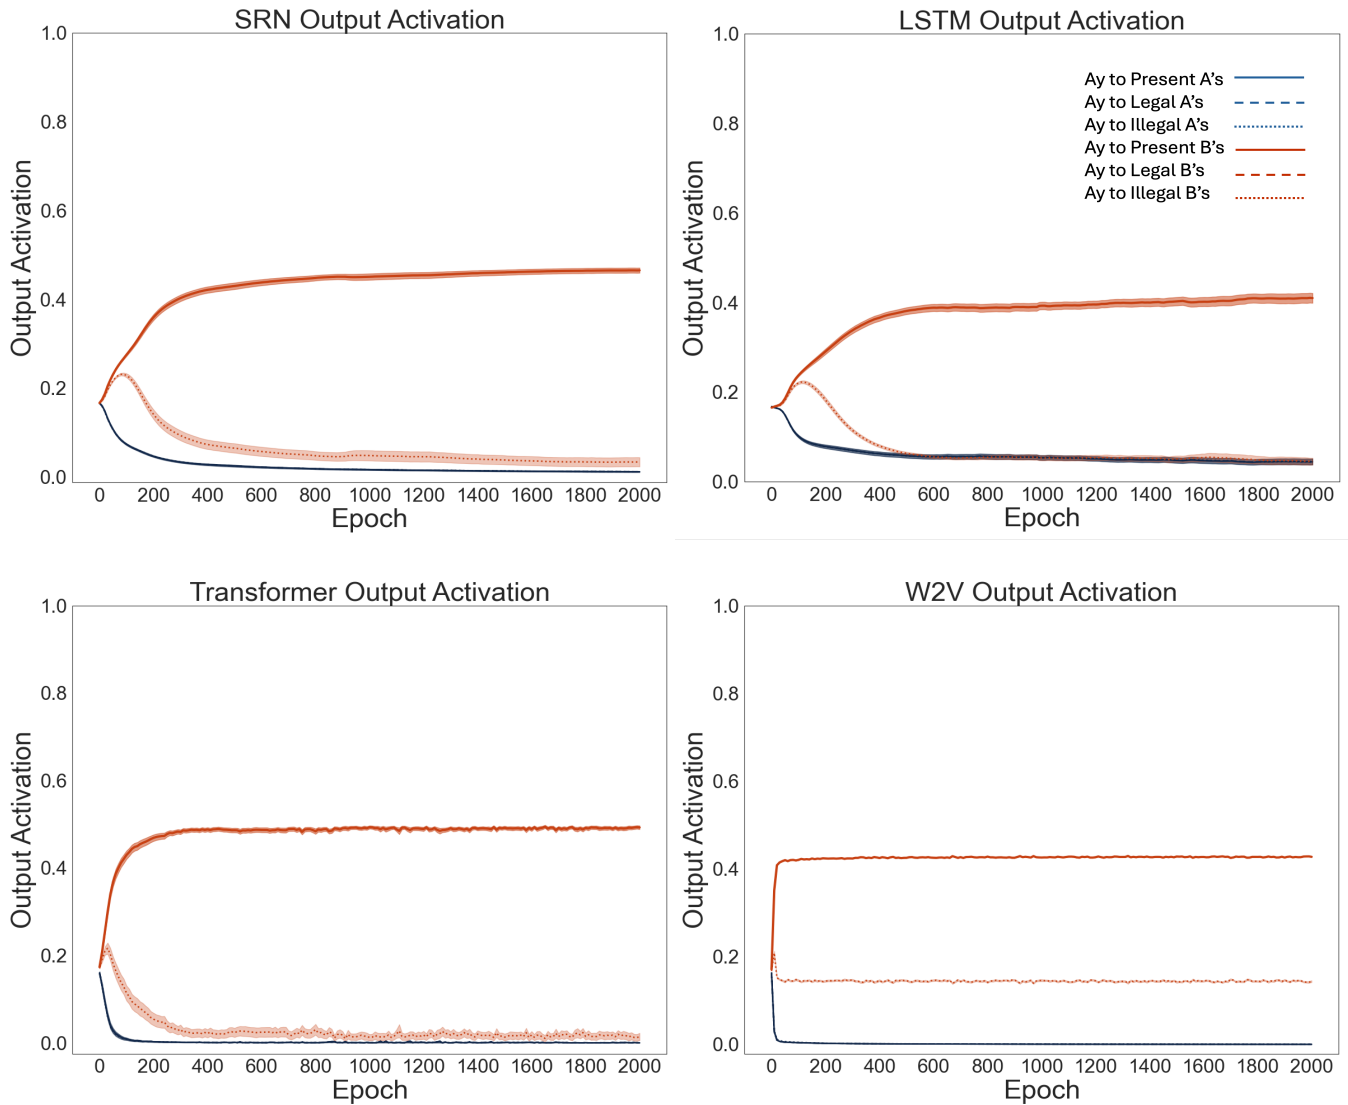 SRN Output Activation
1.0
0.8
0.6
0.4
0.2
0.0
Output Activation
0 200 400 600 800 1000 1200 1400 1600 1800 2000
Epoch
LSTM Output Activation
1.0
0.8
0.6
0.4
0.2
0.0
Output Activation
Ay to Present A's
Ay to Legal A's
Ay to Illegal A's
Ay to Present B's
Ay to Legal B's
Ay to Illegal B's
0 200 400 600 800 1000 1200 1400 1600 1800 2000
Epoch
Transformer Output Activation
1.0
0.8
0.6
0.4
0.2
0.0
Output Activation
0 200 400 600 800 1000 1200 1400 1600 1800 2000
Epoch
W2V Output Activation
1.0
0.8
0.6
0.4
0.2
0.0
Output Activation
0 200 400 600 800 1000 1200 1400 1600 1800 2000
Epoch